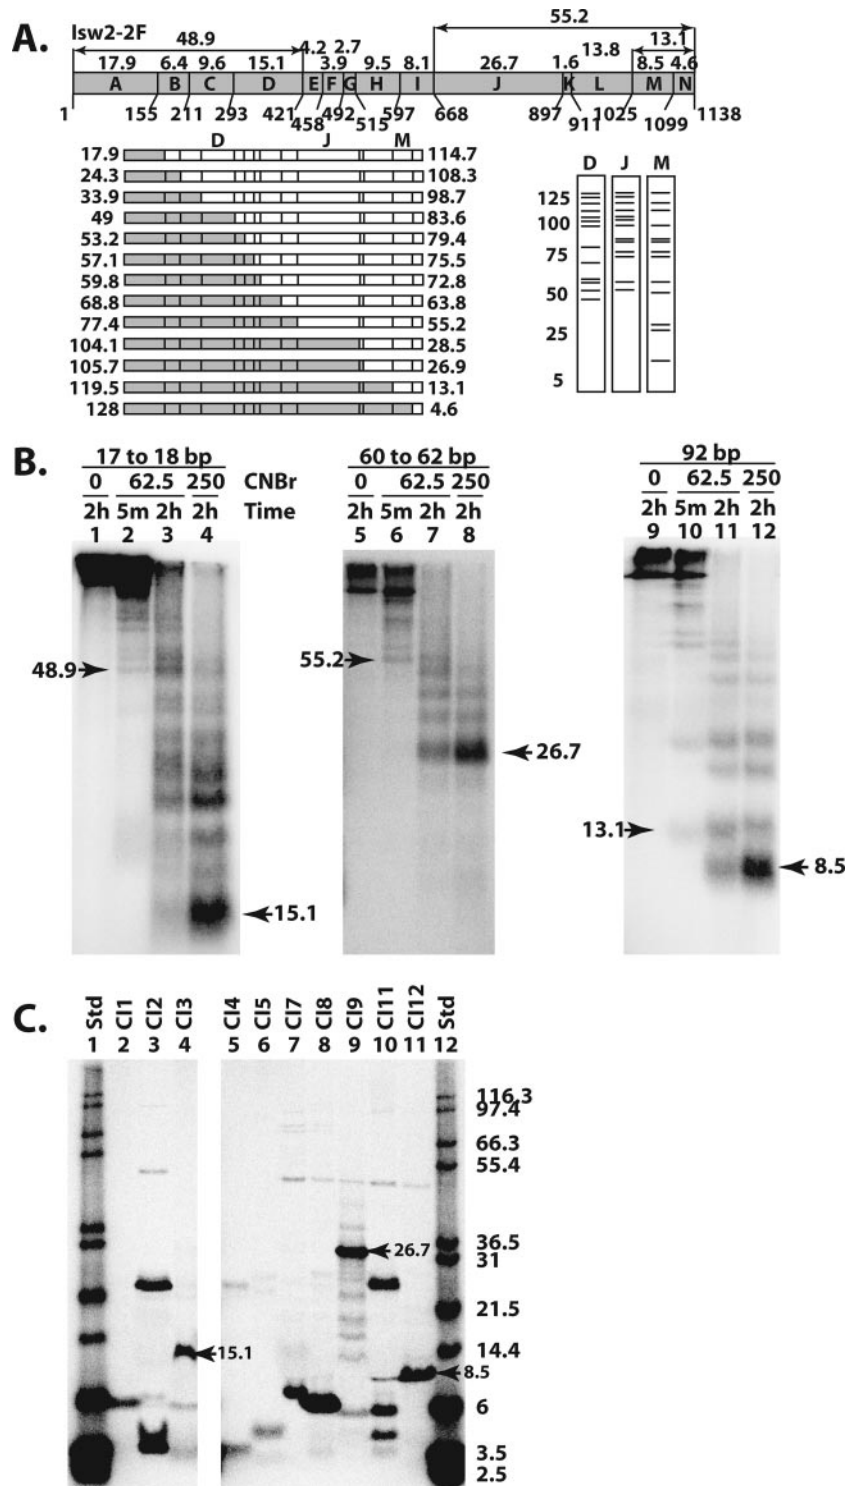 A.
Isw2-2F
55.2
48.9
4.2 2.7
13.8
13.1
17.9 6.4 9.6 15.1 3.9 9.5 8.1 26.7 1.6 8.5 4.6
A B C D E F G H I J K L M N
1 155 211 293 421 492 597 668 897 1025 1138
458 515 911 1099
D J M
17.9 114.7
24.3 108.3
33.9 98.7
49 83.6
53.2 79.4
57.1 75.5
59.8 72.8
68.8 63.8
77.4 55.2
104.1 28.5
105.7 26.9
119.5 13.1
128 4.6
D J M
125
100
75
50
25
5
B.
17 to 18 bp 60 to 62 bp 92 bp
0 62.5 250 CNBr 0 62.5 250 0 62.5 250
2h 5m 2h 2h Time 2h 5m 2h 2h 2h 5m 2h 2h
1 2 3 4 5 6 7 8 9 10 11 12
48.9
15.1
55.2
26.7
13.1
8.5
C.
Std CI1 CI2 CI3 CI4 CI5 CI7 CI8 CI9 CI11 CI12 Std
1 2 3 4 5 6 7 8 9 10 11 12
116.3
97.4
66.3
55.4
36.5
31
21.5
14.4
6
3.5
2.5
26.7
15.1
8.5